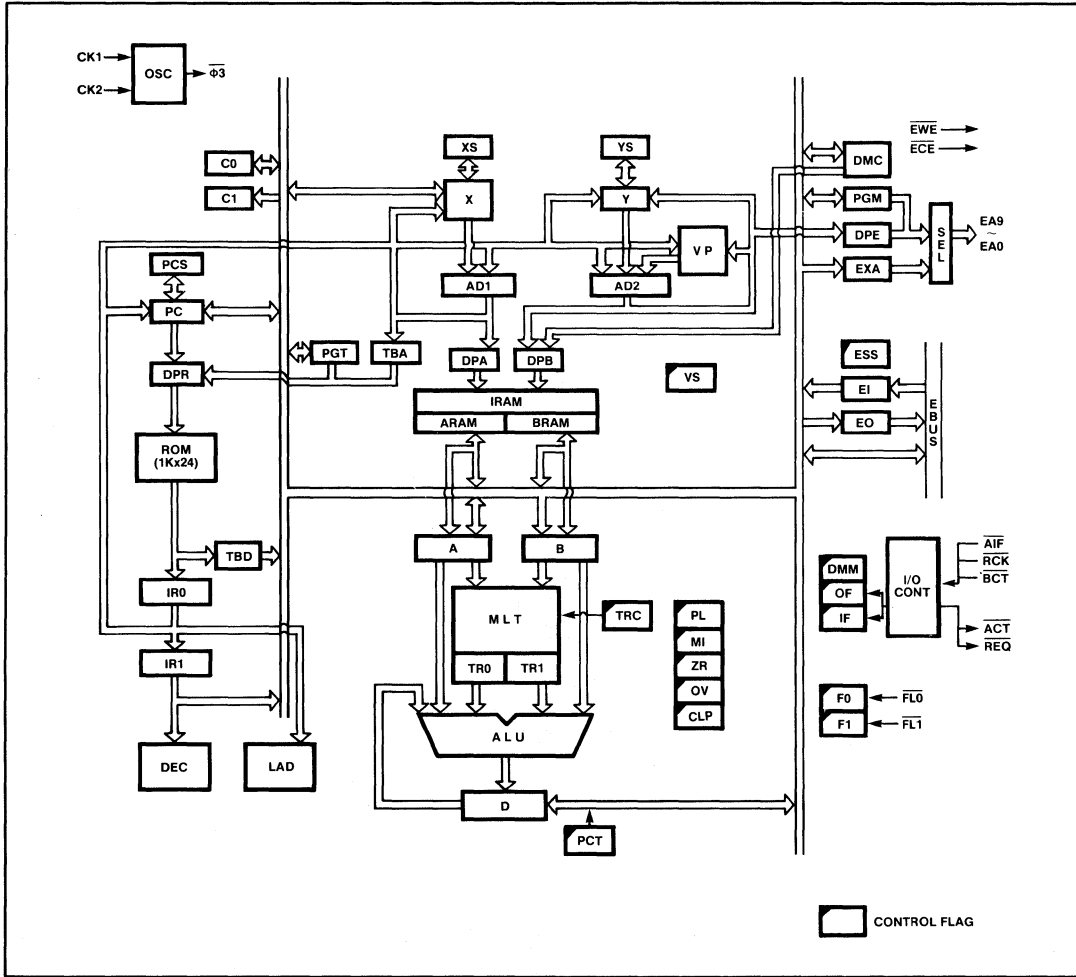 CK1
CK2
OSC
Φ3
C0
C1
XS
X
YS
Y
EWE
ECE
DMC
PGM
DPE
EXA
SEL
EA9
~
EA0
V P
PCS
PC
AD1
AD2
DPR
PGT
TBA
DPA
DPB
VS
ESS
EI
EO
EBUS
IRAM
ARAM
BRAM
ROM
(1Kx24)
TBD
A
B
IR0
IR1
M L T
TR0
TR1
TRC
PL
MI
ZR
OV
CLP
DMM
OF
IF
I/O
CONT
AIF
RCK
BCT
ACT
REQ
F0
F1
FL0
FL1
DEC
LAD
A L U
D
PCT
CONTROL FLAG